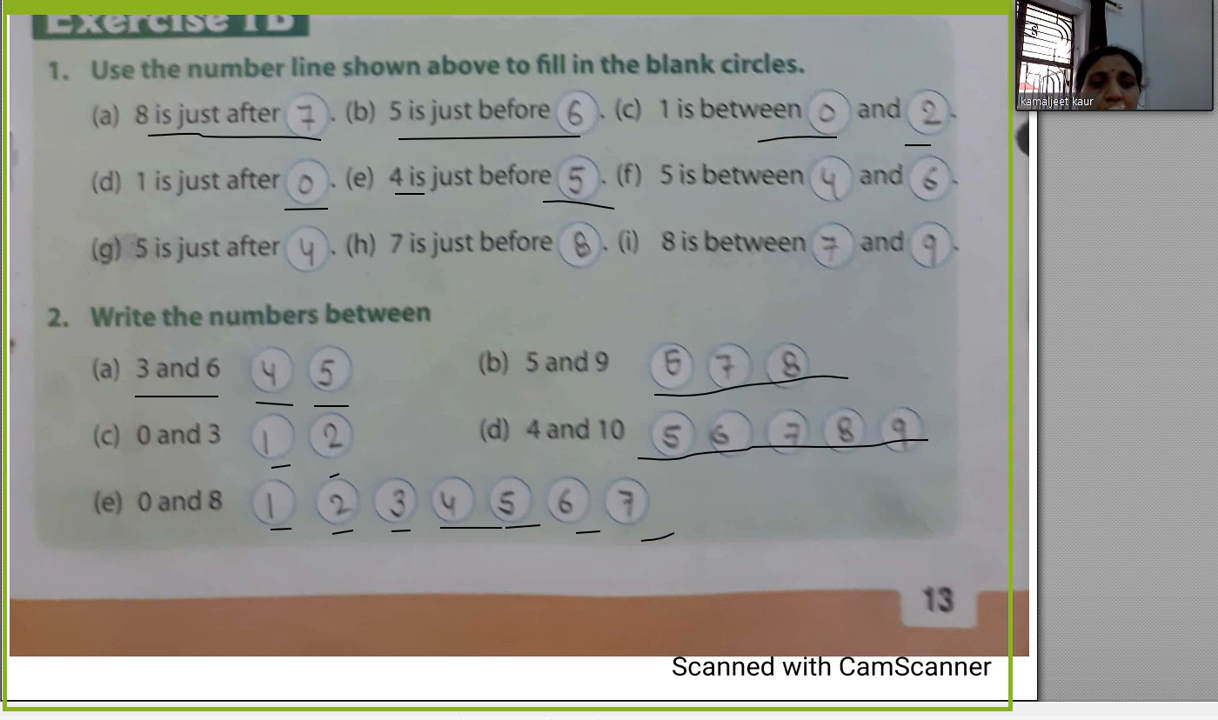 Exercise 1B
1. Use the number line shown above to fill in the blank circles.
(a) 8 is just after 7. (b) 5 is just before 6. (c) 1 is between 0 and 2.
(d) 1 is just after 0. (e) 4 is just before 5. (f) 5 is between 4 and 6.
(g) 5 is just after 4. (h) 7 is just before 8. (i) 8 is between 7 and 9.
2. Write the numbers between
(a) 3 and 6 4 5 (b) 5 and 9 6 7 8
(c) 0 and 3 1 2 (d) 4 and 10 5 6 7 8 9
(e) 0 and 8 1 2 3 4 5 6 7
13
Scanned with CamScanner
kamaljeet kaur